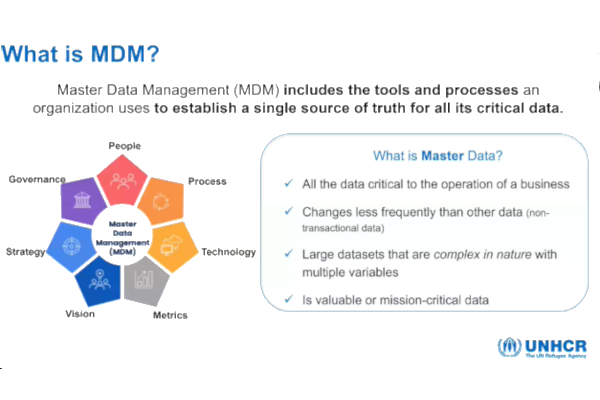 What is MDM?
Master Data Management (MDM) includes the tools and processes an
organization uses to establish a single source of truth for all its critical data.
People
Governance
Process
Master
Data
Management
(MDM)
Strategy
Technology
Vision
Metrics
What is Master Data?
✓ All the data critical to the operation of a business
✓ Changes less frequently than other data (non-
transactional data)
✓ Large datasets that are complex in nature with
multiple variables
✓ Is valuable or mission-critical data
UNHCR
The UN Refugee Agency